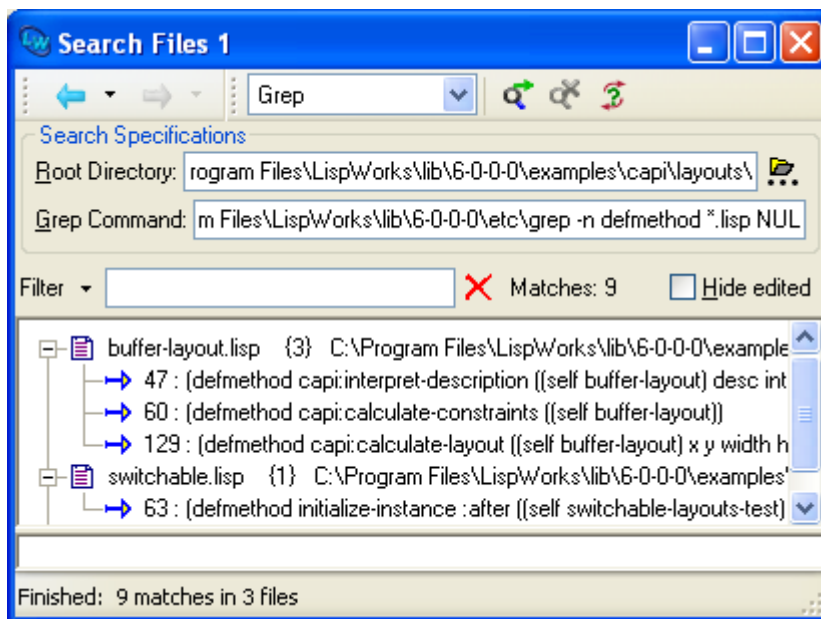 Search Files 1
Grep
Search Specifications
Root Directory: rogram Files\LispWorks\lib\6-0-0-0\examples\capi\layouts\
Grep Command: m Files\LispWorks\lib\6-0-0-0\etc\grep -n defmethod *.lisp NUL
Filter Matches: 9 Hide edited
buffer-layout.lisp {3} C:\Program Files\LispWorks\lib\6-0-0-0\example
47 : (defmethod capi:interpret-description ((self buffer-layout) desc int
60 : (defmethod capi:calculate-constraints ((self buffer-layout))
129 : (defmethod capi:calculate-layout ((self buffer-layout) x y width h
switchable.lisp {1} C:\Program Files\LispWorks\lib\6-0-0-0\examples\
63 : (defmethod initialize-instance :after ((self switchable-layouts-test)
Finished: 9 matches in 3 files